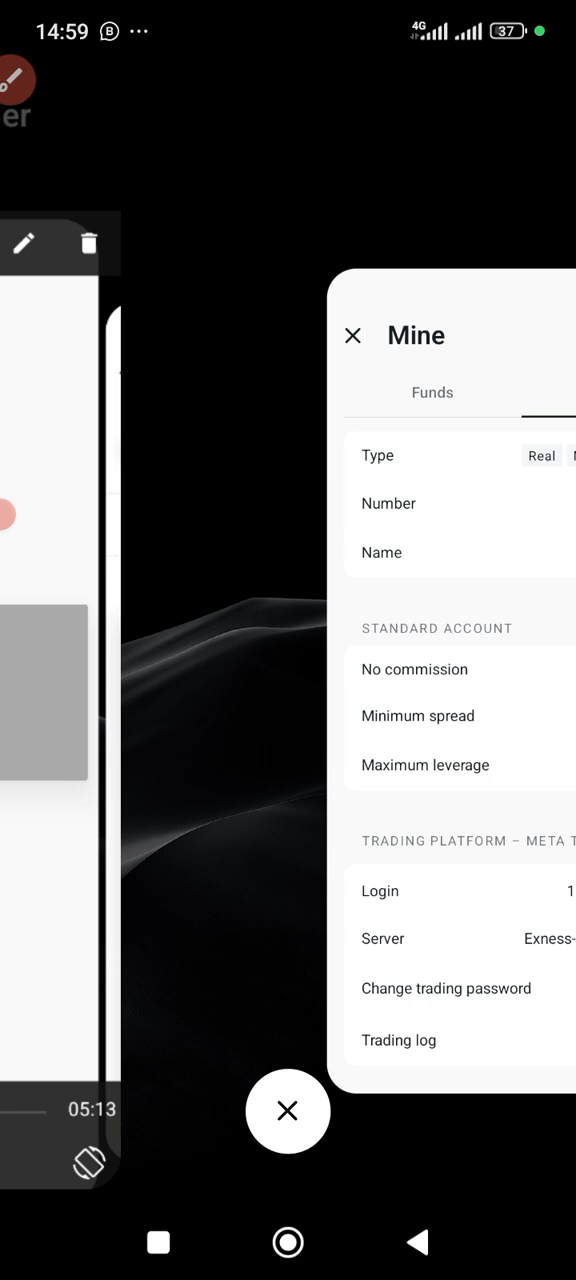 14:59
4G
37
er
Mine
Funds
Type
Real
Number
Name
STANDARD ACCOUNT
No commission
Minimum spread
Maximum leverage
TRADING PLATFORM – META T
Login
1
Server
Exness-
Change trading password
Trading log
05:13